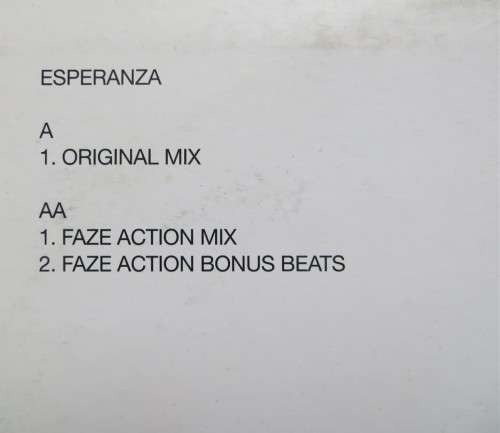 ESPERANZA
A
1. ORIGINAL MIX
AA
1. FAZE ACTION MIX
2. FAZE ACTION BONUS BEATS